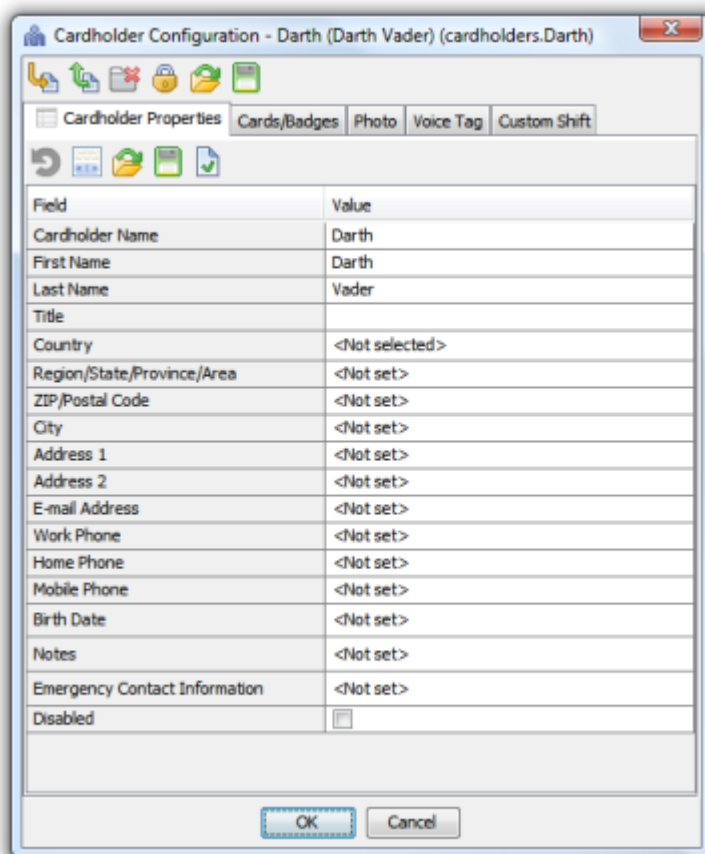 Cardholder Configuration - Darth (Darth Vader) (cardholders.Darth)
Cardholder Properties Cards/Badges Photo Voice Tag Custom Shift
Field Value
Cardholder Name Darth
First Name Darth
Last Name Vader
Title
Country <Not selected>
Region/State/Province/Area <Not set>
ZIP/Postal Code <Not set>
City <Not set>
Address 1 <Not set>
Address 2 <Not set>
E-mail Address <Not set>
Work Phone <Not set>
Home Phone <Not set>
Mobile Phone <Not set>
Birth Date <Not set>
Notes <Not set>
Emergency Contact Information <Not set>
Disabled
OK Cancel